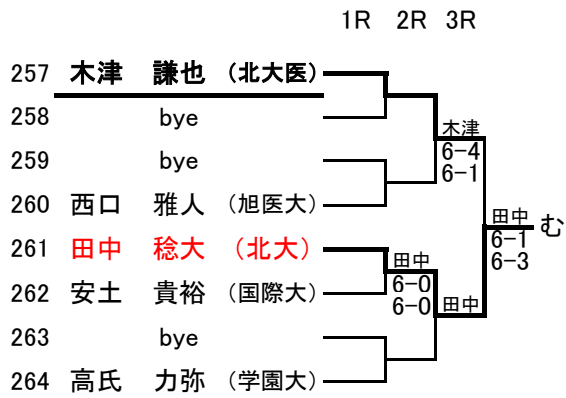 1R 2R 3R
257 木津 謙也 (北大医)
258 bye
木津
6-4
259 bye
6-1
260 西口 雅人 (旭医大)
田中 む
6-1
261 田中 稔大 (北大)
田中
6-3
6-0
262 安土 貴裕 (国際大)
6-0 田中
263 bye
264 高氏 力弥 (学園大)